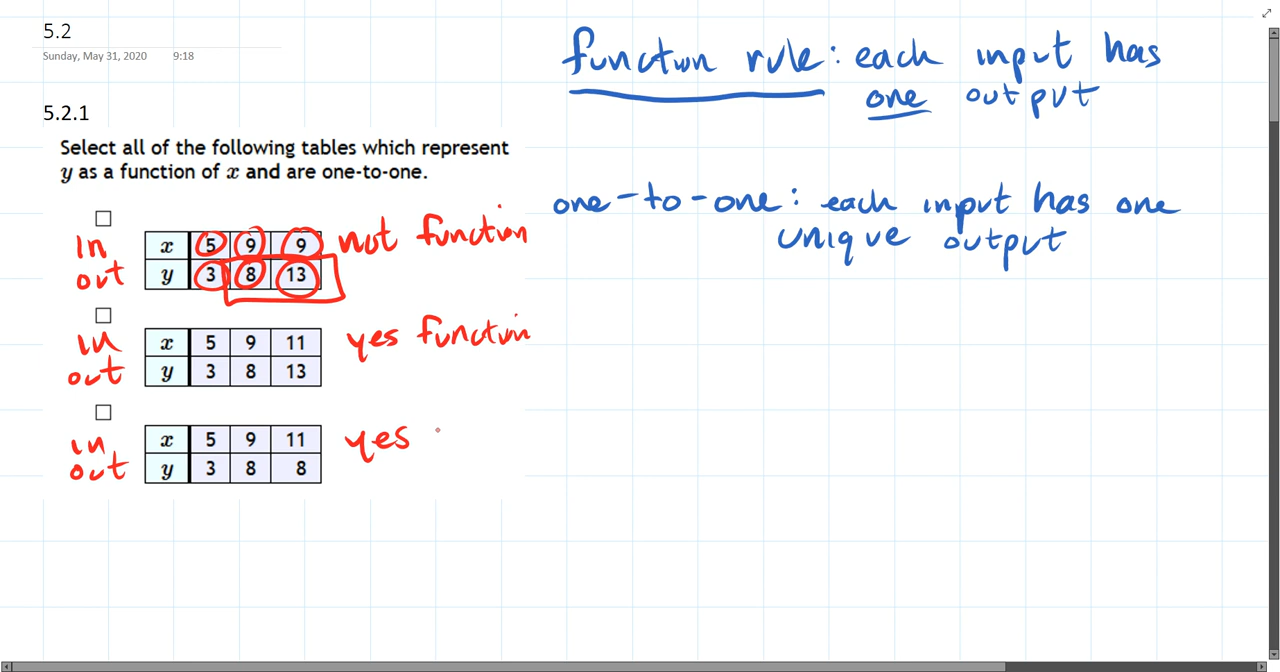 5.2
Sunday, May 31, 2020 9:18
function rule: each input has
one output
5.2.1
Select all of the following tables which represent
y as a function of x and are one-to-one.
one-to-one: each input has one
unique output
in x 5 9 9 not function
out y 3 8 13
in x 5 9 11 yes function
out y 3 8 13
in x 5 9 11 yes
out y 3 8 8